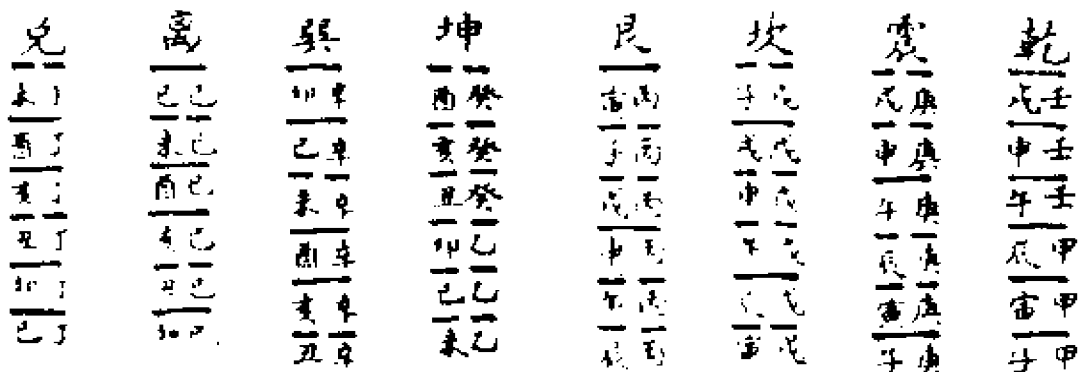 乾
壬戌
壬申
壬午
甲辰
甲寅
甲子
震
庚戌
庚申
庚午
庚辰
庚寅
庚子
坎
戊子
戊戌
戊申
戊午
戊
戊寅
艮
丙寅
丙子
丙戌
丙申
丙午
丙辰
坤
癸酉
癸亥
癸丑
乙卯
乙巳
乙未
巽
辛卯
辛巳
辛未
辛酉
辛亥
辛丑
离
己巳
己未
己酉
己亥
己丑
己卯
兑
丁未
丁酉
丁亥
丁丑
丁卯
丁巳